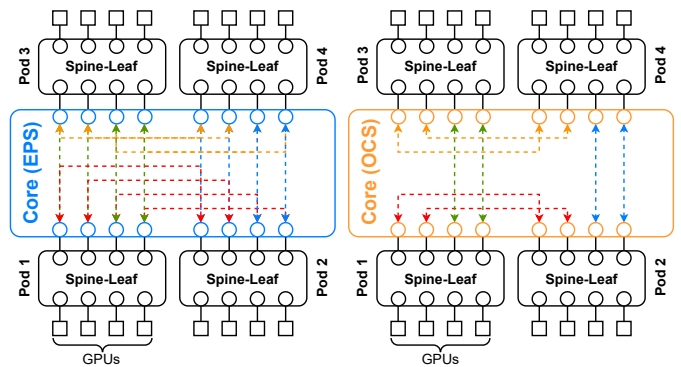 Pod 3
Spine-Leaf
Spine-Leaf
Pod 4
Pod 3
Spine-Leaf
Spine-Leaf
Pod 4
Core (EPS)
Core (OCS)
Pod 1
Spine-Leaf
Spine-Leaf
Pod 2
Pod 1
Spine-Leaf
Spine-Leaf
Pod 2
GPUs
GPUs